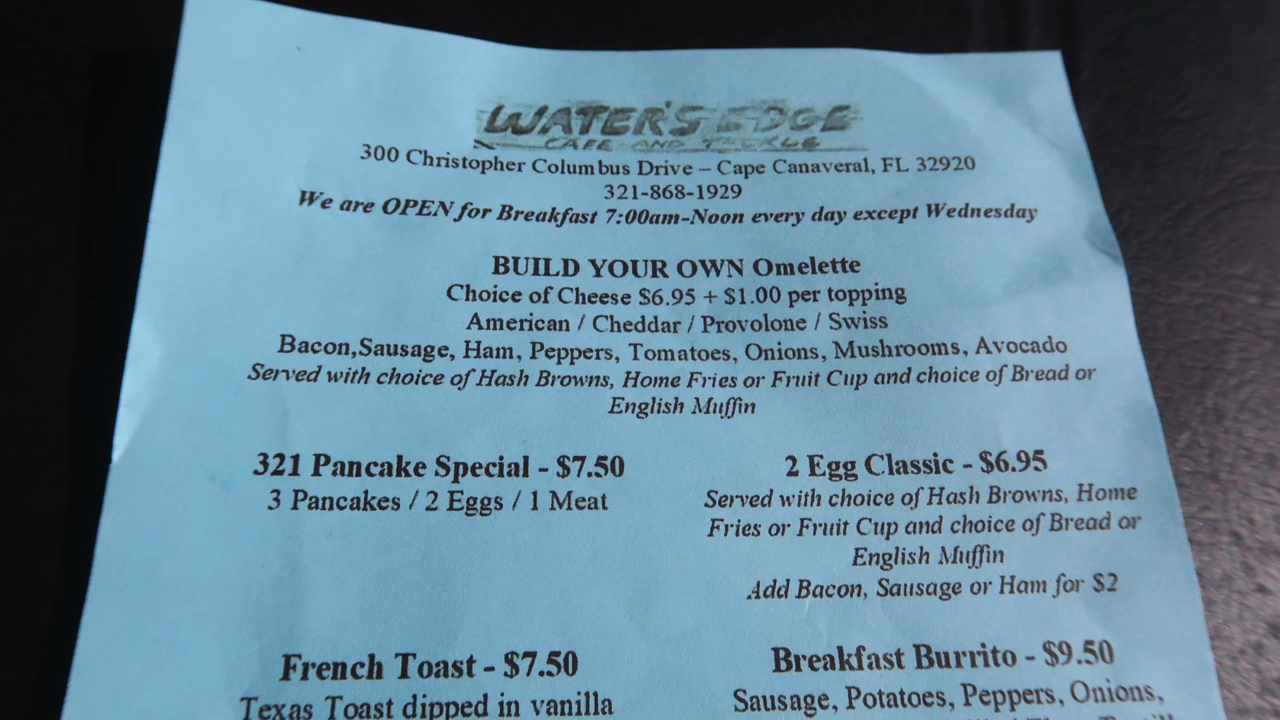 WATER'S EDGE
CAFE AND TACKLE
300 Christopher Columbus Drive – Cape Canaveral, FL 32920
321-868-1929
We are OPEN for Breakfast 7:00am-Noon every day except Wednesday
BUILD YOUR OWN Omelette
Choice of Cheese $6.95 + $1.00 per topping
American / Cheddar / Provolone / Swiss
Bacon,Sausage, Ham, Peppers, Tomatoes, Onions, Mushrooms, Avocado
Served with choice of Hash Browns, Home Fries or Fruit Cup and choice of Bread or
English Muffin
321 Pancake Special - $7.50
3 Pancakes / 2 Eggs / 1 Meat
2 Egg Classic - $6.95
Served with choice of Hash Browns, Home
Fries or Fruit Cup and choice of Bread or
English Muffin
Add Bacon, Sausage or Ham for $2
French Toast - $7.50
Texas Toast dipped in vanilla
Breakfast Burrito - $9.50
Sausage, Potatoes, Peppers, Onions,